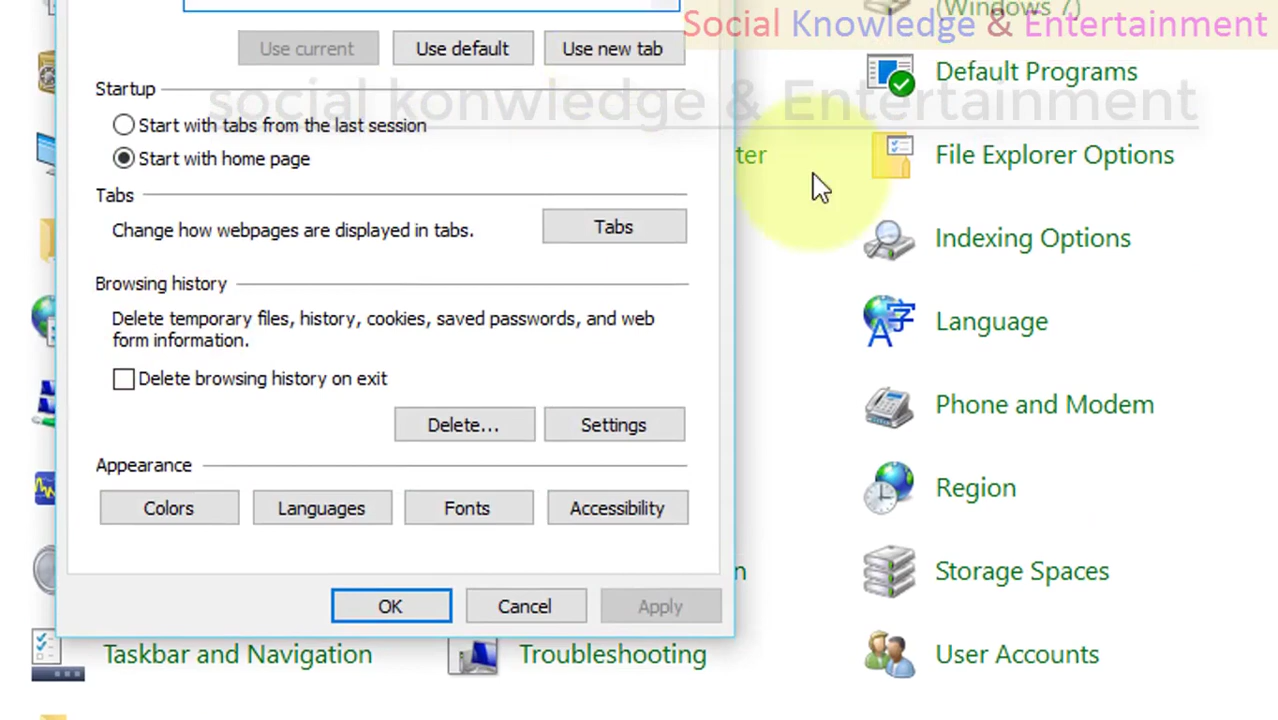 (Windows 7)
Social Knowledge & Entertainment
Use current
Use default
Use new tab
Default Programs
Startup
social konwledge & Entertainment
Start with tabs from the last session
Start with home page
ter
File Explorer Options
Tabs
Change how webpages are displayed in tabs.
Tabs
Indexing Options
Browsing history
Delete temporary files, history, cookies, saved passwords, and web
form information.
Language
Delete browsing history on exit
Phone and Modem
Delete...
Settings
Appearance
Region
Colors
Languages
Fonts
Accessibility
n
Storage Spaces
OK
Cancel
Apply
Taskbar and Navigation
Troubleshooting
User Accounts